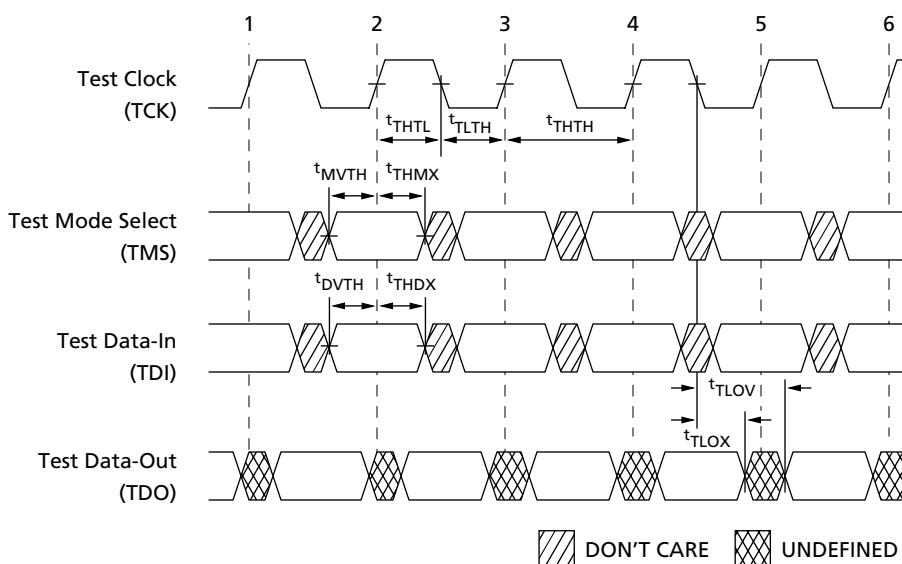 1 2 3 4 5 6
Test Clock
(TCK)
tTHTL tTLTH tTHTH
tMVTH tTHMX
Test Mode Select
(TMS)
tDVTH tTHDX
Test Data-In
(TDI)
tTLOV
tTLOX
Test Data-Out
(TDO)
DON'T CARE UNDEFINED